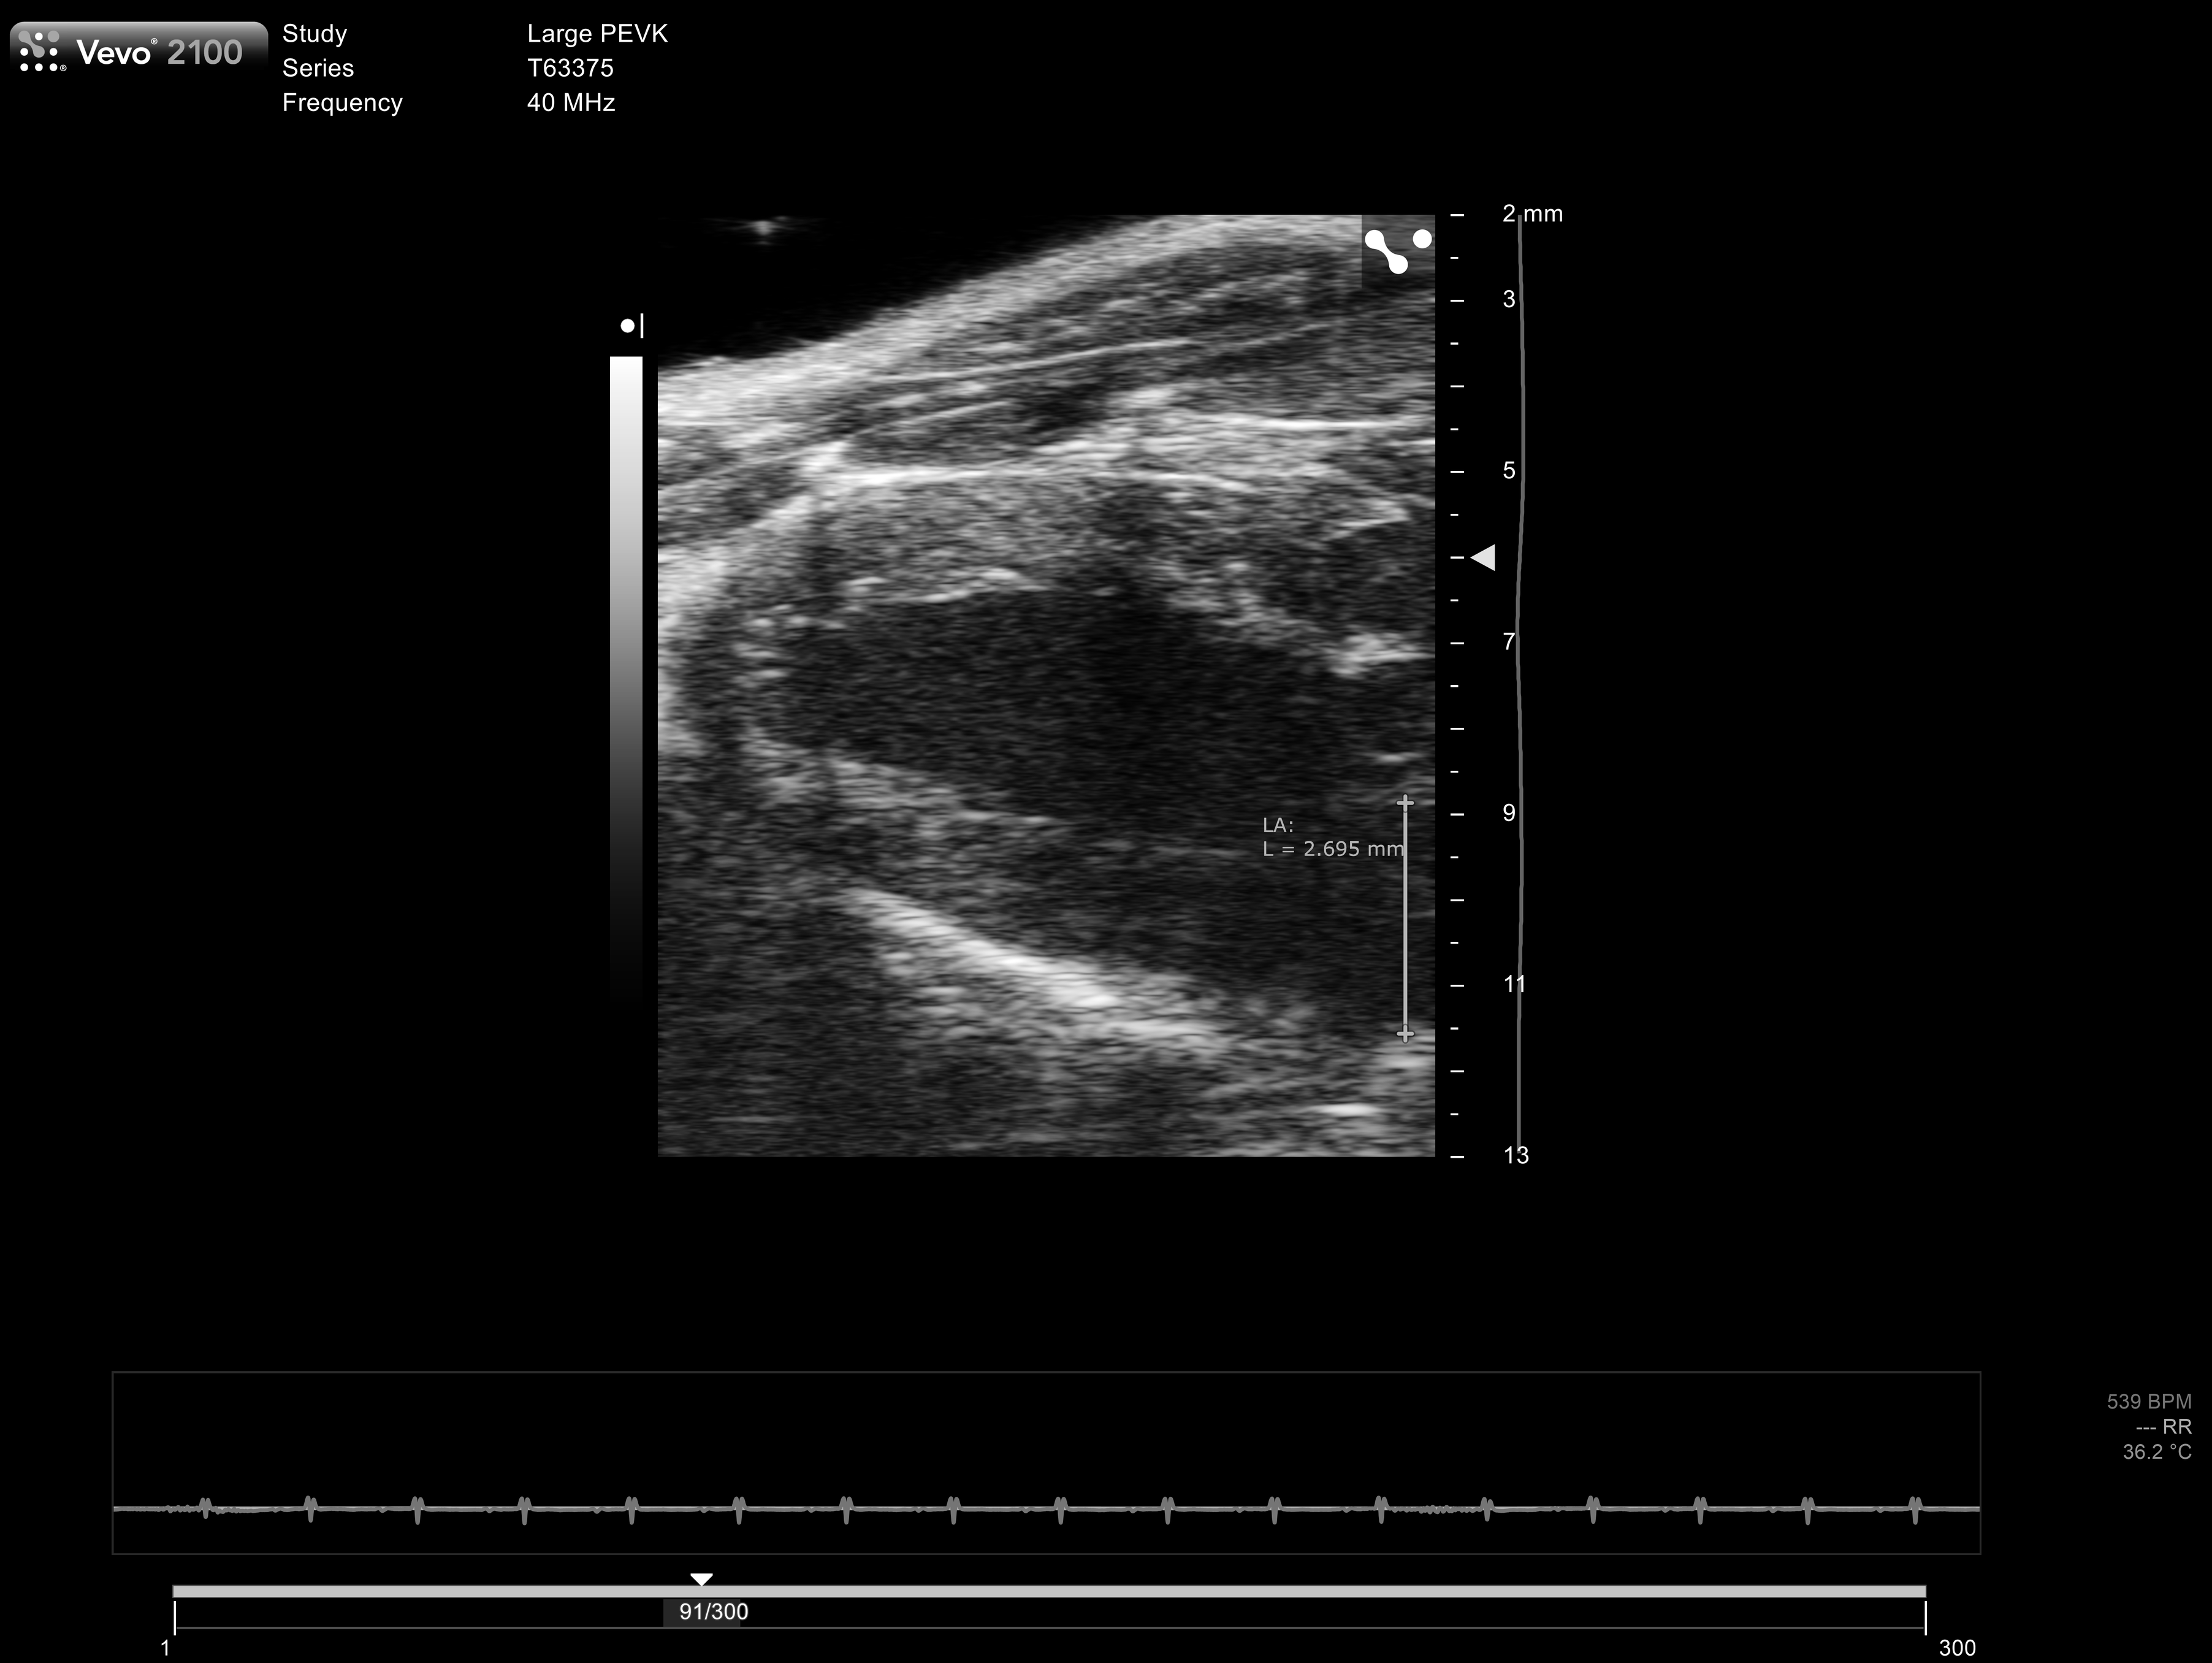 Vevo® 2100
Study Large PEVK
Series T63375
Frequency 40 MHz
2 mm
3
5
7
9
11
13
LA:
L = 2.695 mm
539 BPM
--- RR
36.2 °C
91/300
1
300